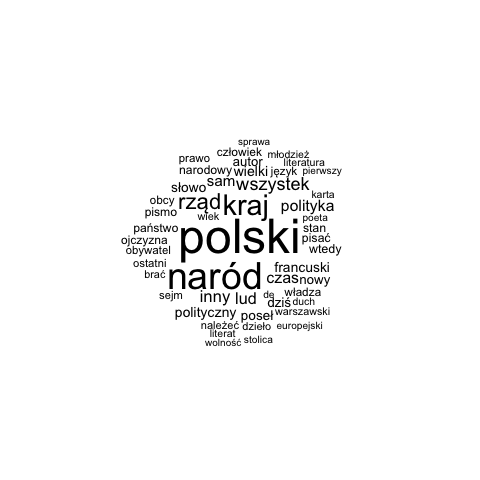 sprawa
człowiek
młodzież
prawo
autor
literatura
narodowy
wielki
język
pierwszy
słowo
sam
wszystek
obcy
rząd
kraj
karta
pismo
polityka
wiek
poeta
państwo
polski
stan
ojczyzna
pisać
obywatel
wtedy
ostatni
naród
francuski
brać
czas
nowy
sejm
inny
lud
de
władza
dziś
duch
polityczny
poseł
warszawski
należeć
dzieło
europejski
literat
wolność
stolica